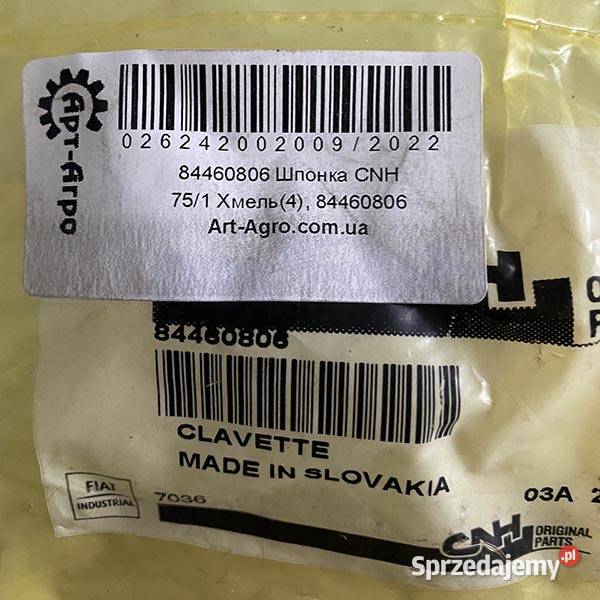 Арт-Агро
026242002009/2022
84460806 Шпонка CNH
75/1 Хмель(4), 84460806
Art-Agro.com.ua
84460806
CLAVETTE
MADE IN SLOVAKIA
FIAT
INDUSTRIAL
7036
03A 2
CNH ORIGINAL
PARTS
Sprzedajemy.pl